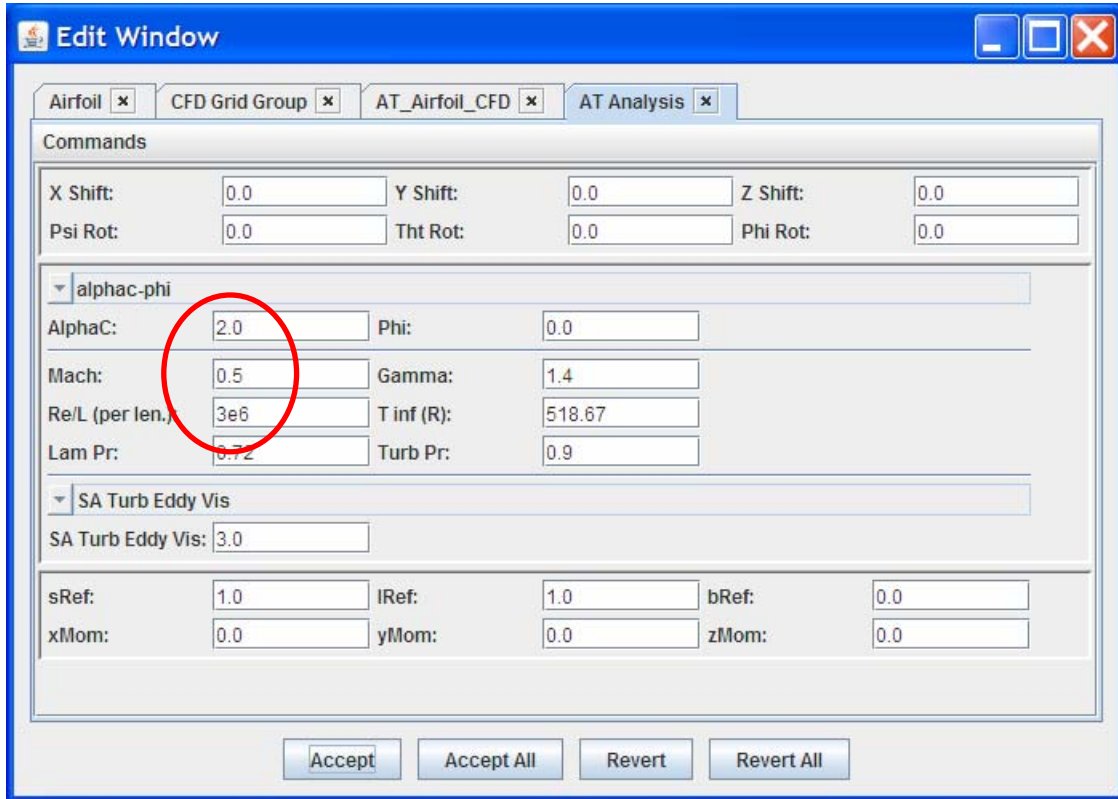 Edit Window
Airfoil CFD Grid Group AT_Airfoil_CFD AT Analysis
Commands
X Shift: 0.0 Y Shift: 0.0 Z Shift: 0.0
Psi Rot: 0.0 Tht Rot: 0.0 Phi Rot: 0.0
alphac-phi
AlphaC: 2.0 Phi: 0.0
Mach: 0.5 Gamma: 1.4
Re/L (per len.): 3e6 T inf (R): 518.67
Lam Pr: 0.72 Turb Pr: 0.9
SA Turb Eddy Vis
SA Turb Eddy Vis: 3.0
sRef: 1.0 lRef: 1.0 bRef: 0.0
xMom: 0.0 yMom: 0.0 zMom: 0.0
Accept Accept All Revert Revert All